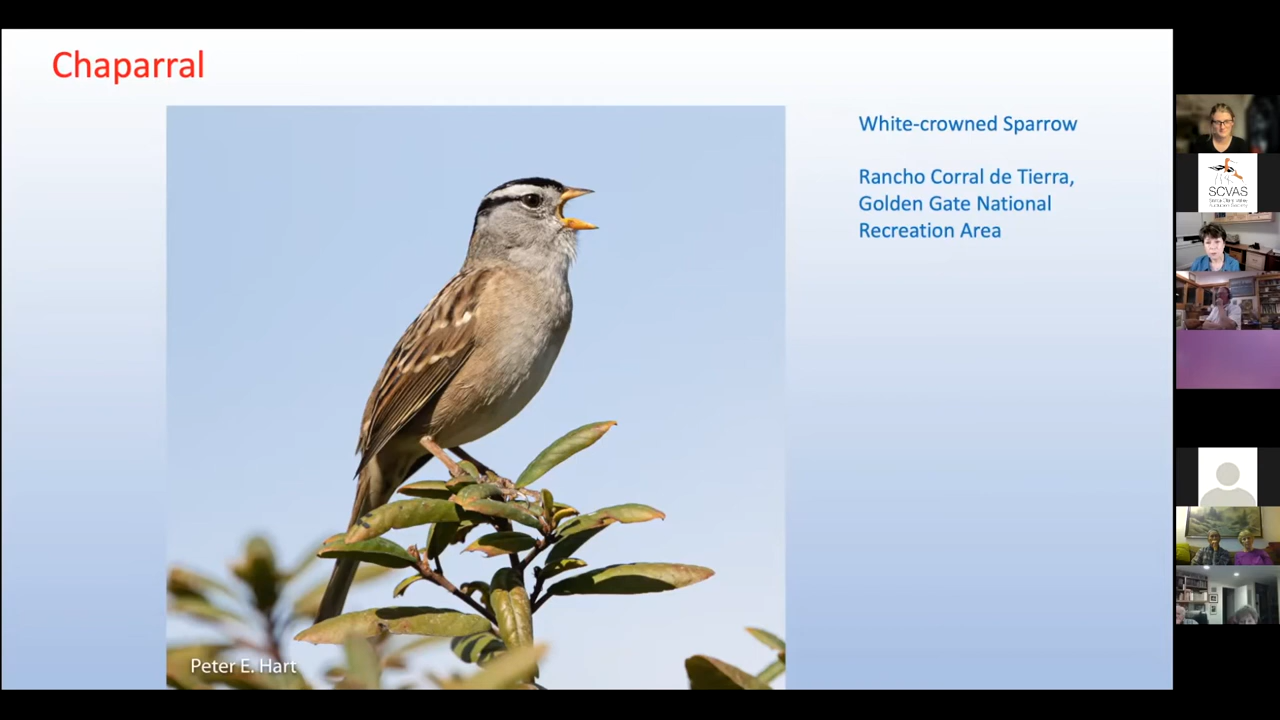 Chaparral
White-crowned Sparrow
Rancho Corral de Tierra,
Golden Gate National
Recreation Area
Peter E. Hart
SCVAS